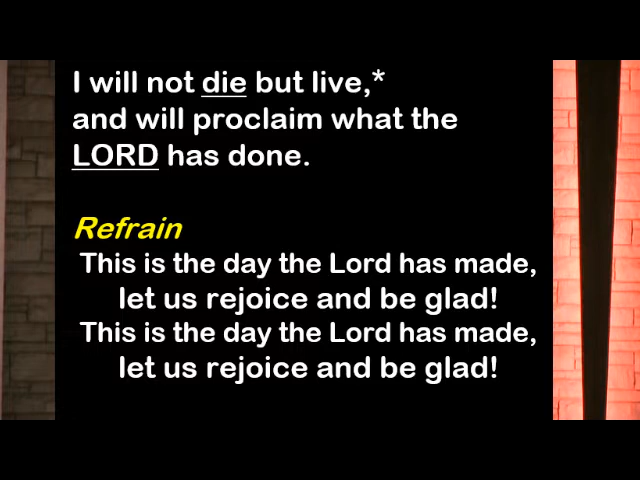 I will not die but live,*
and will proclaim what the
LORD has done.
Refrain
This is the day the Lord has made,
let us rejoice and be glad!
This is the day the Lord has made,
let us rejoice and be glad!